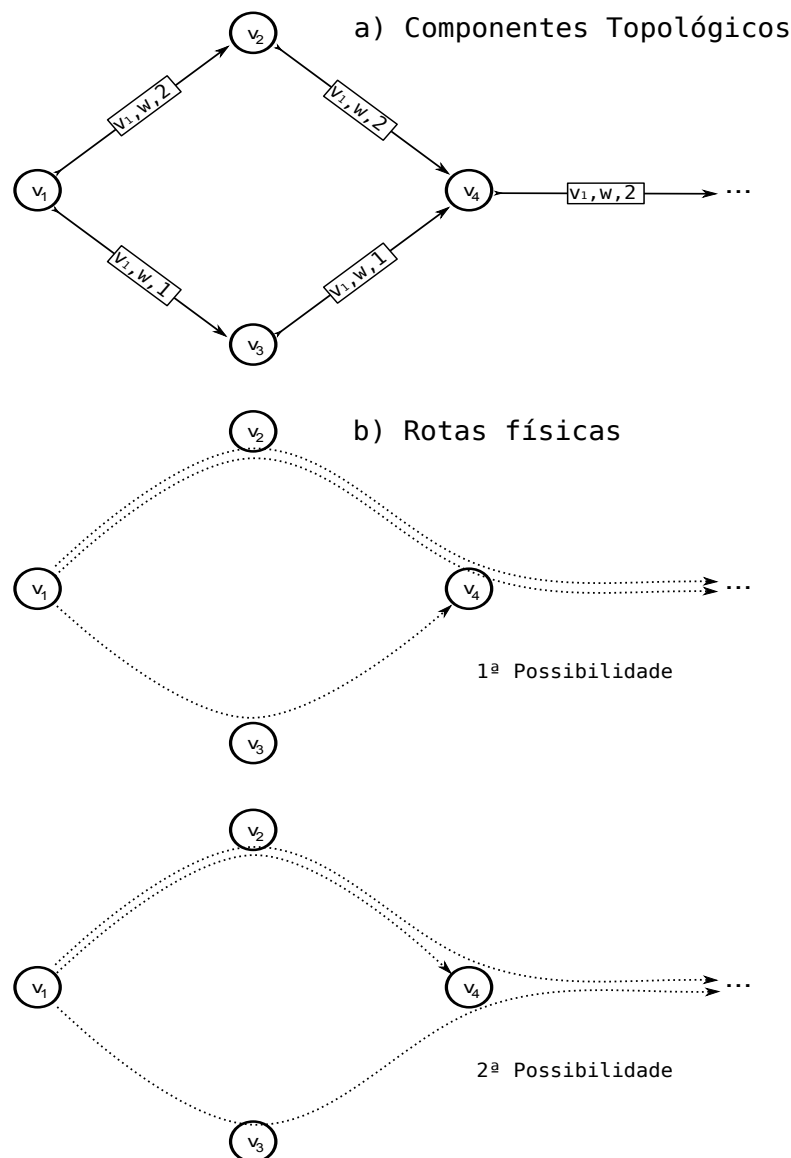 a) Componentes Topológicos
v2
v1,w,2
v1,w,2
v1
v4
v1,w,2
...
v1,w,1
v1,w,1
v3
b) Rotas físicas
v2
v1
v4
...
1ª Possibilidade
v3
v2
v1
v4
...
2ª Possibilidade
v3